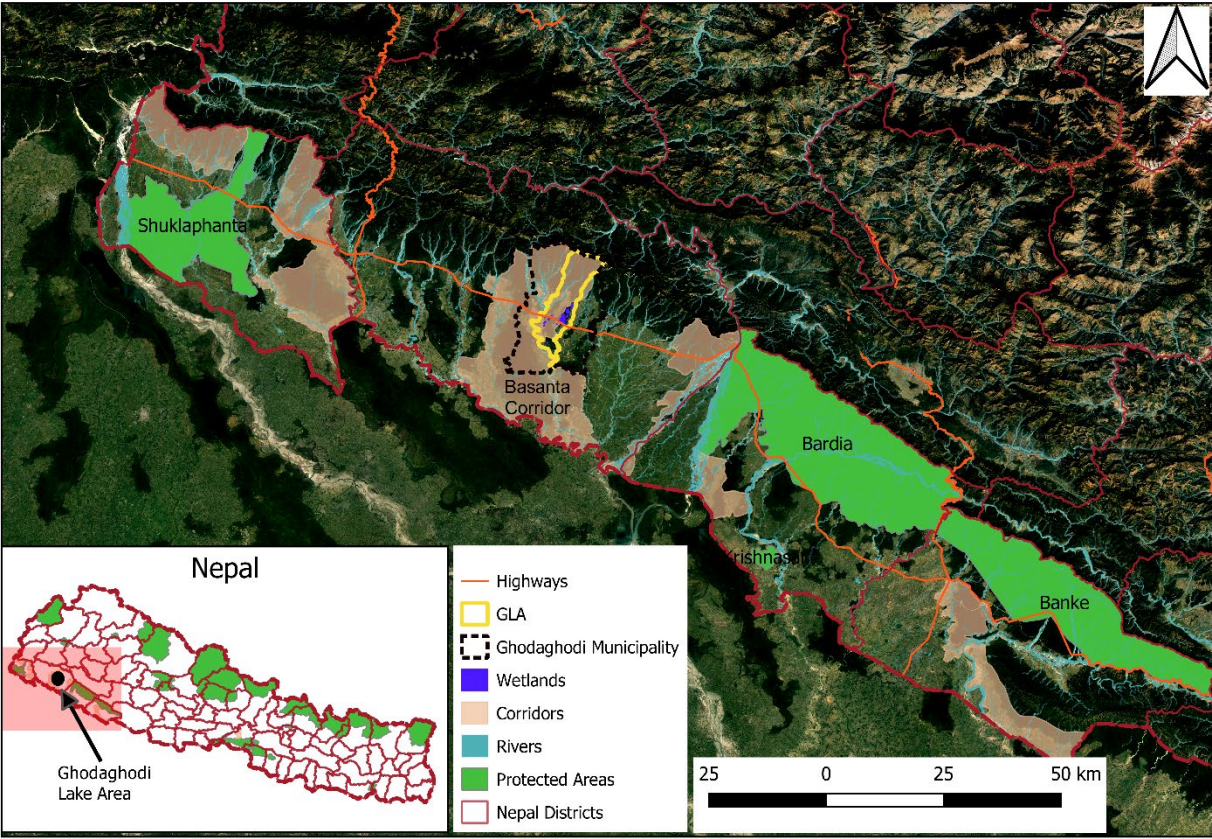 Shuklaphanta
Basanta
Corridor
Bardia
Banke
Nepal
Ghodaghodi
Lake Area
Highways
GLA
Ghodaghodi Municipality
Wetlands
Corridors
Rivers
Protected Areas
Nepal Districts
25 0 25 50 km